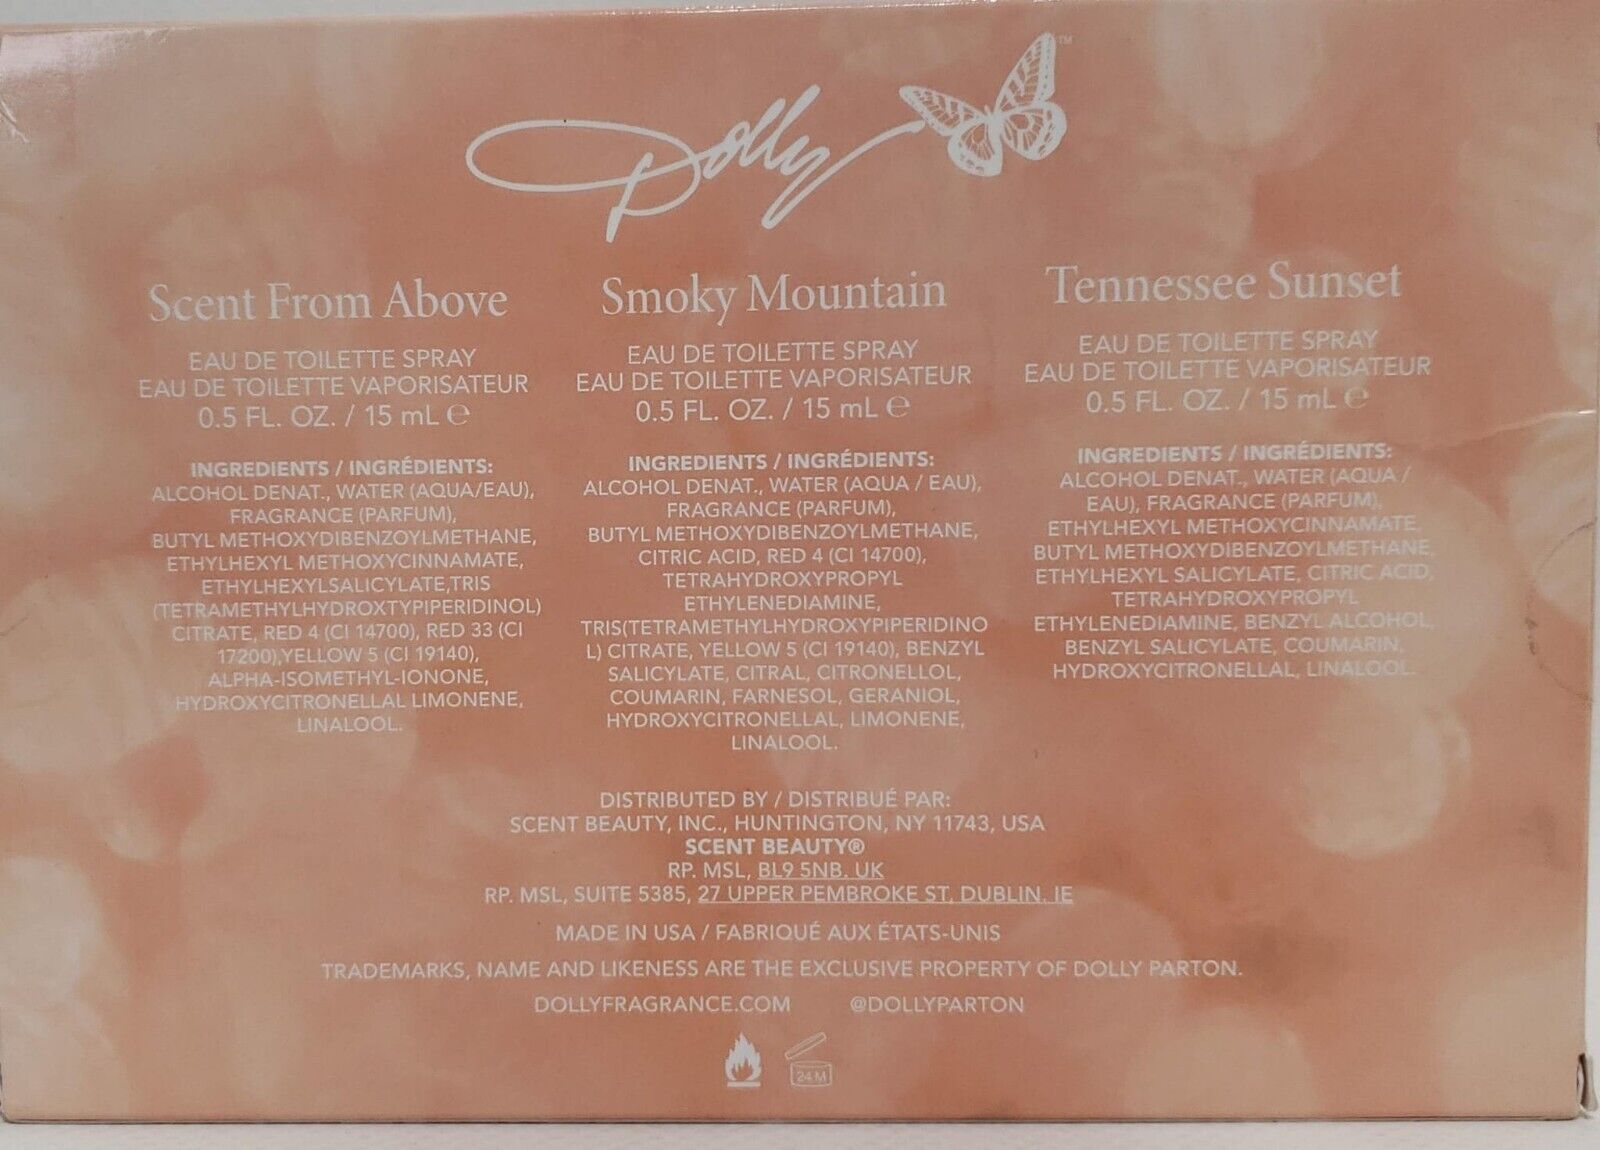 Dolly
TM
Scent From Above
EAU DE TOILETTE SPRAY
EAU DE TOILETTE VAPORISATEUR
0.5 FL. OZ. / 15 mL ℮
INGREDIENTS / INGRÉDIENTS:
ALCOHOL DENAT., WATER (AQUA/EAU),
FRAGRANCE (PARFUM),
BUTYL METHOXYDIBENZOYLMETHANE,
ETHYLHEXYL METHOXYCINNAMATE,
ETHYLHEXYLSALICYLATE,TRIS
(TETRAMETHYLHYDROXTYPIPERIDINOL)
CITRATE, RED 4 (CI 14700), RED 33 (CI
17200),YELLOW 5 (CI 19140),
ALPHA-ISOMETHYL-IONONE,
HYDROXYCITRONELLAL LIMONENE,
LINALOOL.
Smoky Mountain
EAU DE TOILETTE SPRAY
EAU DE TOILETTE VAPORISATEUR
0.5 FL. OZ. / 15 mL ℮
INGREDIENTS / INGRÉDIENTS:
ALCOHOL DENAT., WATER (AQUA / EAU),
FRAGRANCE (PARFUM),
BUTYL METHOXYDIBENZOYLMETHANE,
CITRIC ACID, RED 4 (CI 14700),
TETRAHYDROXYPROPYL
ETHYLENEDIAMINE,
TRIS(TETRAMETHYLHYDROXYPIPERIDINO
L) CITRATE, YELLOW 5 (CI 19140), BENZYL
SALICYLATE, CITRAL, CITRONELLOL,
COUMARIN, FARNESOL, GERANIOL,
HYDROXYCITRONELLAL, LIMONENE,
LINALOOL.
Tennessee Sunset
EAU DE TOILETTE SPRAY
EAU DE TOILETTE VAPORISATEUR
0.5 FL. OZ. / 15 mL ℮
INGREDIENTS / INGRÉDIENTS:
ALCOHOL DENAT., WATER (AQUA /
EAU), FRAGRANCE (PARFUM),
ETHYLHEXYL METHOXYCINNAMATE,
BUTYL METHOXYDIBENZOYLMETHANE,
ETHYLHEXYL SALICYLATE, CITRIC ACID,
TETRAHYDROXYPROPYL
ETHYLENEDIAMINE, BENZYL ALCOHOL,
BENZYL SALICYLATE, COUMARIN,
HYDROXYCITRONELLAL, LINALOOL.
DISTRIBUTED BY / DISTRIBUÉ PAR:
SCENT BEAUTY, INC., HUNTINGTON, NY 11743, USA
SCENT BEAUTY®
RP. MSL, BL9 5NB. UK
RP. MSL, SUITE 5385, 27 UPPER PEMBROKE ST, DUBLIN. IE
MADE IN USA / FABRIQUÉ AUX ÉTATS-UNIS
TRADEMARKS, NAME AND LIKENESS ARE THE EXCLUSIVE PROPERTY OF DOLLY PARTON.
DOLLYFRAGRANCE.COM @DOLLYPARTON
24 M